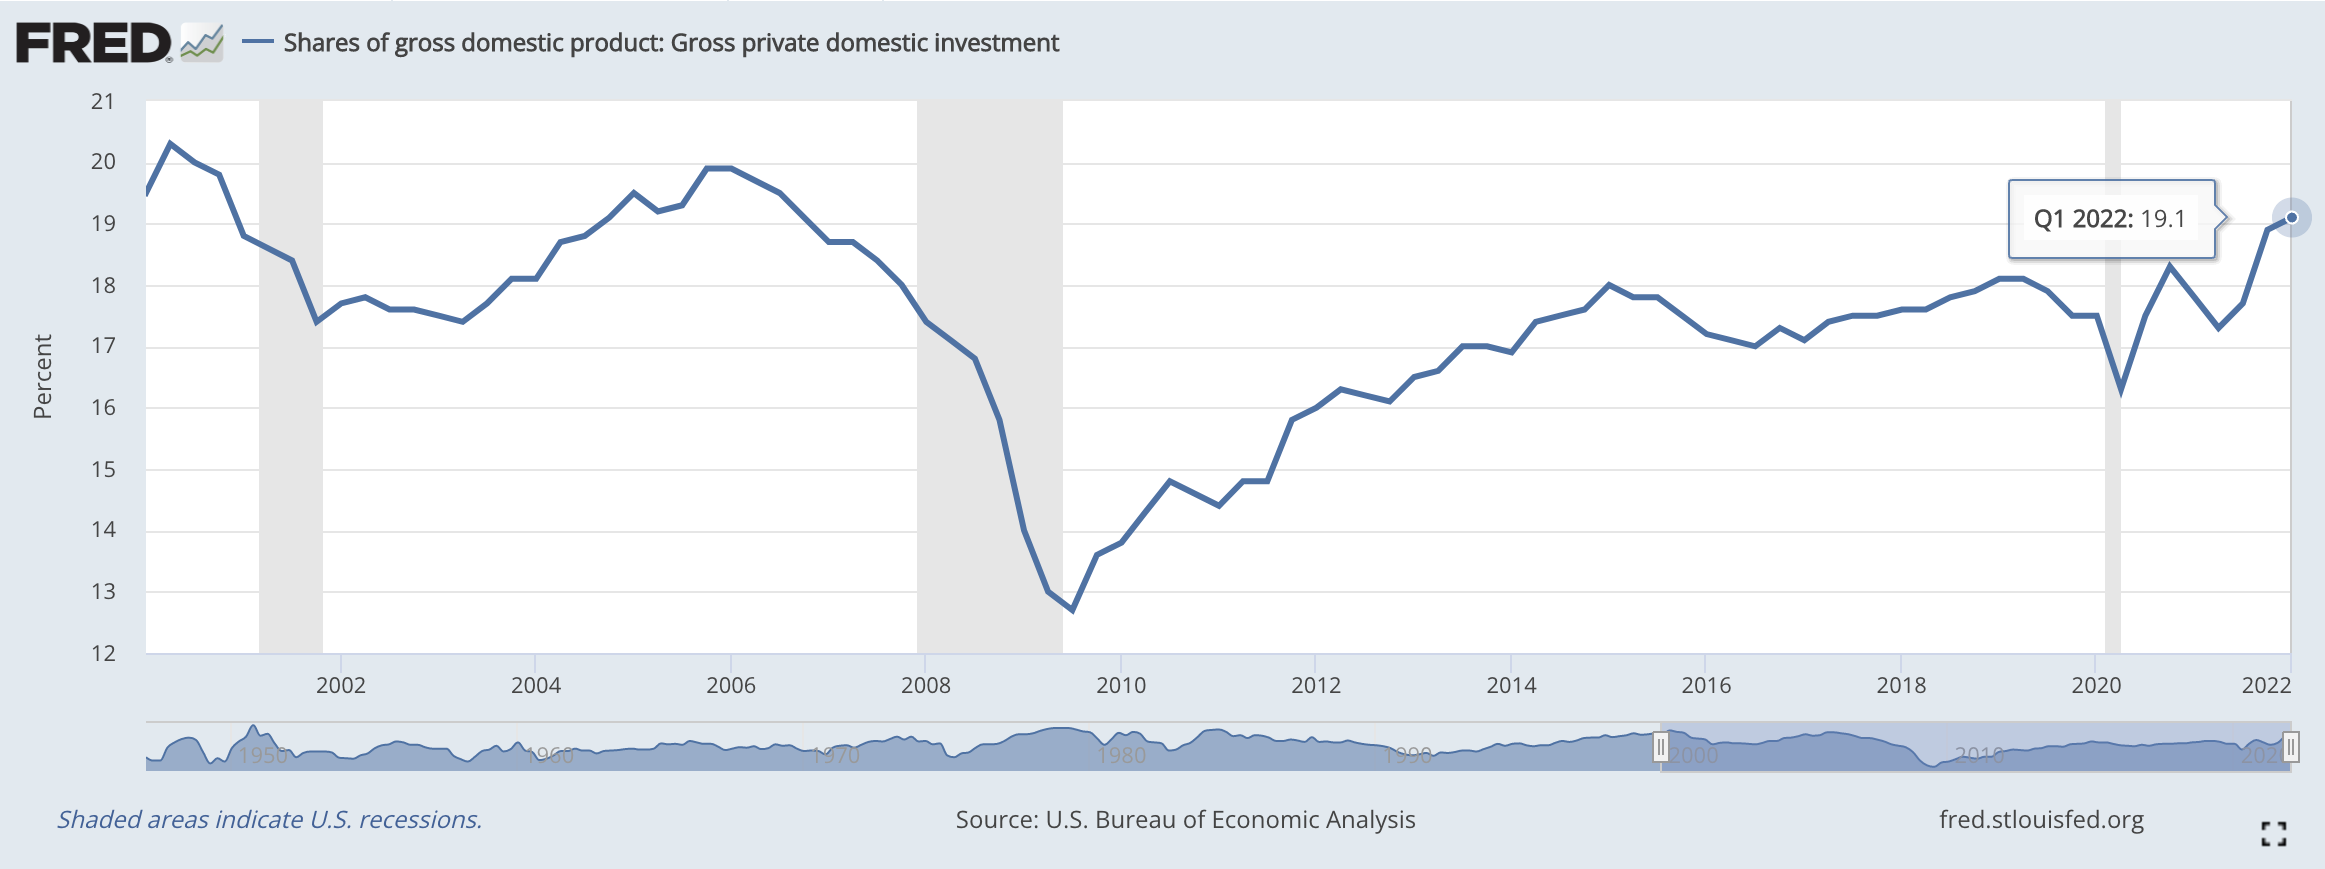 FRED® — Shares of gross domestic product: Gross private domestic investment
21
20
19
18
17
16
15
14
13
12
Percent
Q1 2022: 19.1
2002 2004 2006 2008 2010 2012 2014 2016 2018 2020 2022
1950 1960 1970 1980 1990 2000 2010 2020
Shaded areas indicate U.S. recessions. Source: U.S. Bureau of Economic Analysis fred.stlouisfed.org